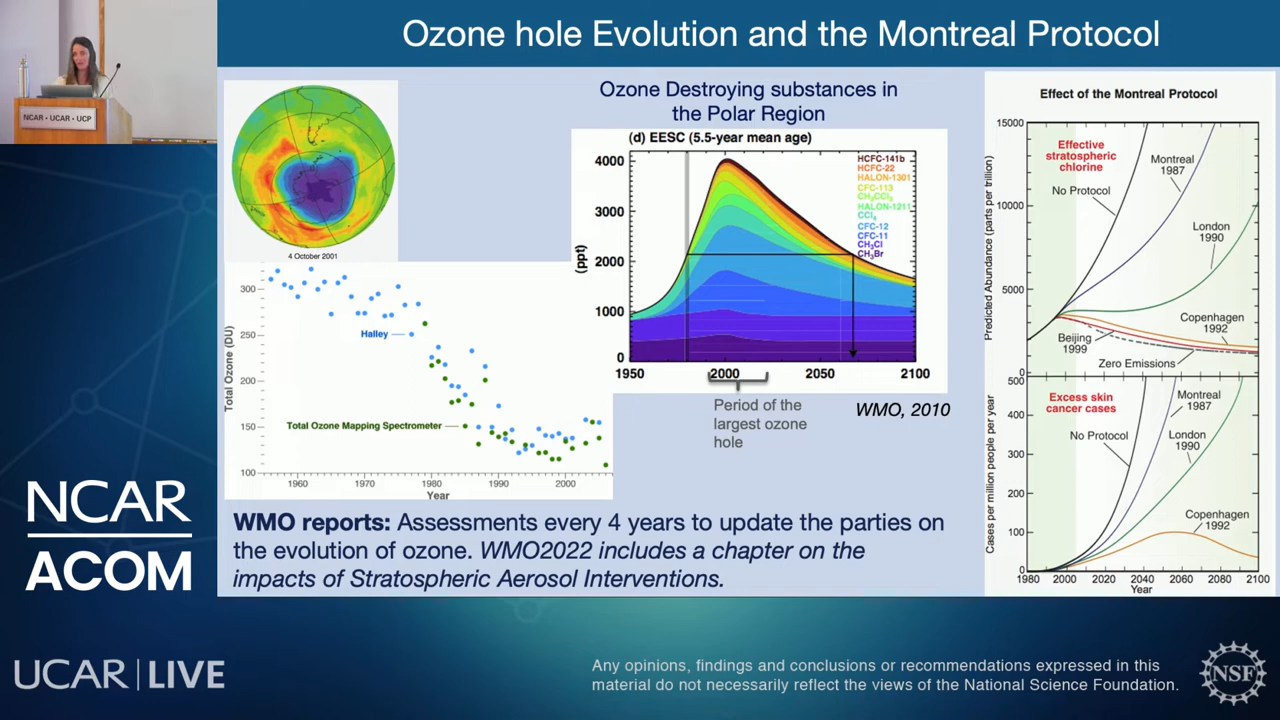 NCAR • UCAR • UCP
Ozone hole Evolution and the Montreal Protocol
4 October 2001
Ozone Destroying substances in
the Polar Region
(d) EESC (5.5-year mean age)
4000
3000
2000
1000
0
(ppt)
HCFC-141b
HCFC-22
HALON-1301
CFC-113
CH₃CCl₃
HALON-1211
CCl₄
CFC-12
CFC-11
CH₃Cl
CH₃Br
1950
2000
2050
2100
Period of the
largest ozone
hole
WMO, 2010
Total Ozone (DU)
300
250
200
150
100
Halley
Total Ozone Mapping Spectrometer
1960
1970
1980
1990
2000
Year
Effect of the Montreal Protocol
Predicted Abundance (parts per trillion)
15000
10000
5000
0
Effective
stratospheric
chlorine
No Protocol
Montreal
1987
London
1990
Copenhagen
1992
Beijing
1999
Zero Emissions
Cases per million people per year
500
400
300
200
100
0
Excess skin
cancer cases
No Protocol
Montreal
1987
London
1990
Copenhagen
1992
1980
2000
2020
2040
2060
2080
2100
Year
WMO reports: Assessments every 4 years to update the parties on
the evolution of ozone. WMO2022 includes a chapter on the
impacts of Stratospheric Aerosol Interventions.
NCAR
ACOM
UCAR | LIVE
Any opinions, findings and conclusions or recommendations expressed in this
material do not necessarily reflect the views of the National Science Foundation.
NSF